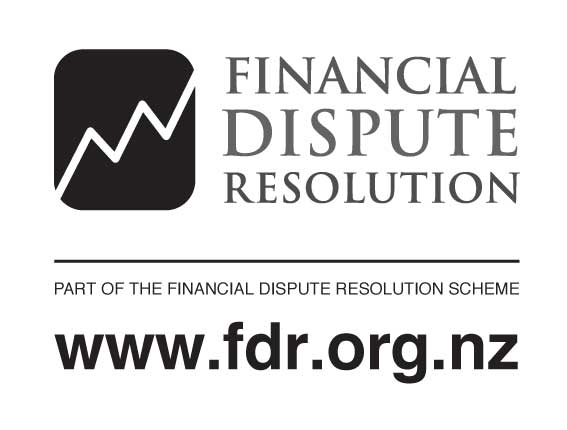 FINANCIAL
DISPUTE
RESOLUTION
PART OF THE FINANCIAL DISPUTE RESOLUTION SCHEME
www.fdr.org.nz